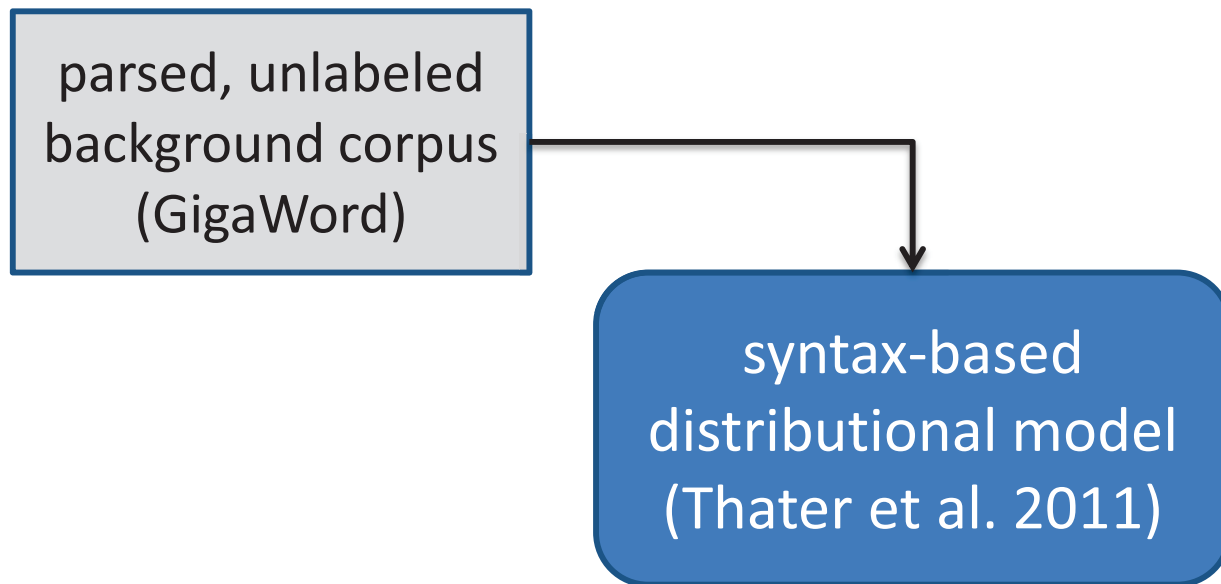 parsed, unlabeled
background corpus
(GigaWord)
syntax-based
distributional model
(Thater et al. 2011)